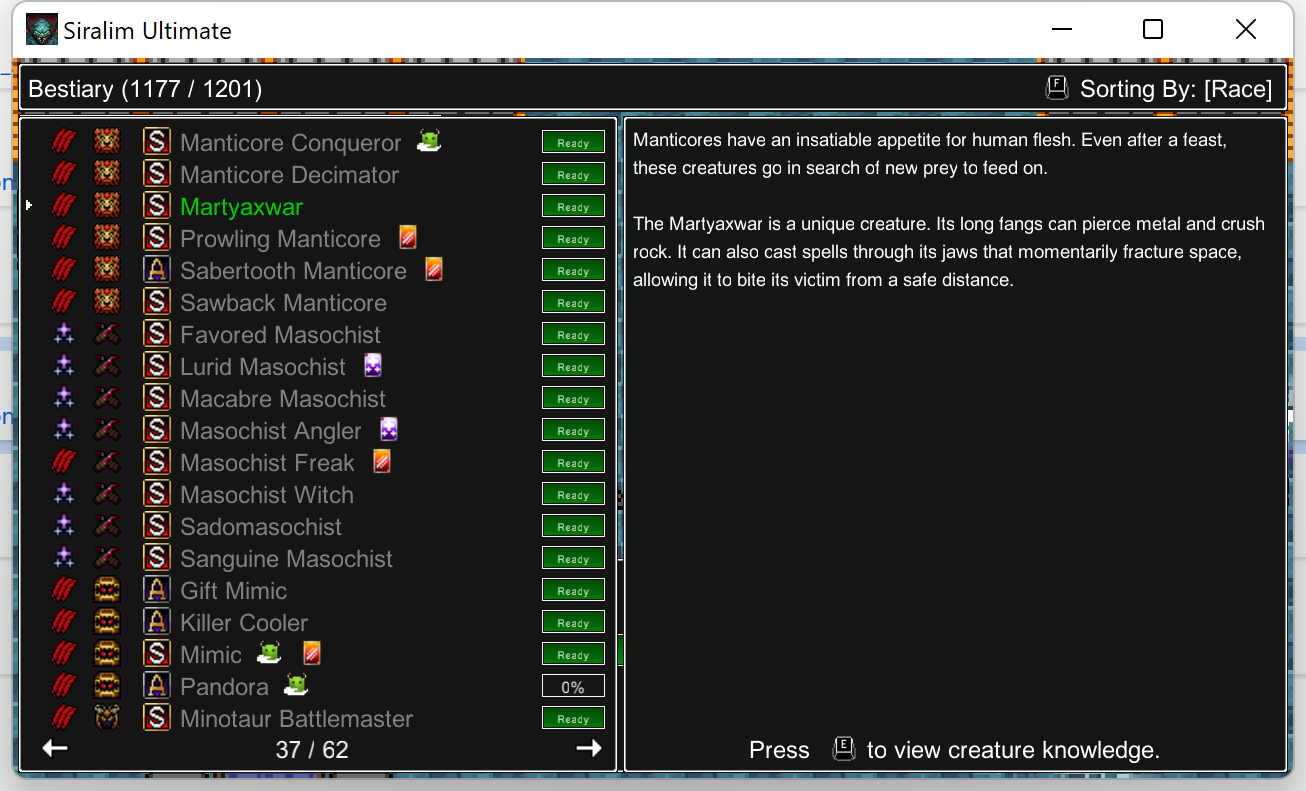 Siralim Ultimate
Bestiary (1177 / 1201)
F Sorting By: [Race]
S Manticore Conqueror Ready
S Manticore Decimator Ready
S Martyaxwar Ready
S Prowling Manticore Ready
A Sabertooth Manticore Ready
S Sawback Manticore Ready
S Favored Masochist Ready
S Lurid Masochist Ready
S Macabre Masochist Ready
S Masochist Angler Ready
S Masochist Freak Ready
S Masochist Witch Ready
S Sadomasochist Ready
S Sanguine Masochist Ready
A Gift Mimic Ready
A Killer Cooler Ready
S Mimic Ready
A Pandora 0%
S Minotaur Battlemaster Ready
37 / 62
Manticores have an insatiable appetite for human flesh. Even after a feast,
these creatures go in search of new prey to feed on.
The Martyaxwar is a unique creature. Its long fangs can pierce metal and crush
rock. It can also cast spells through its jaws that momentarily fracture space,
allowing it to bite its victim from a safe distance.
Press E to view creature knowledge.